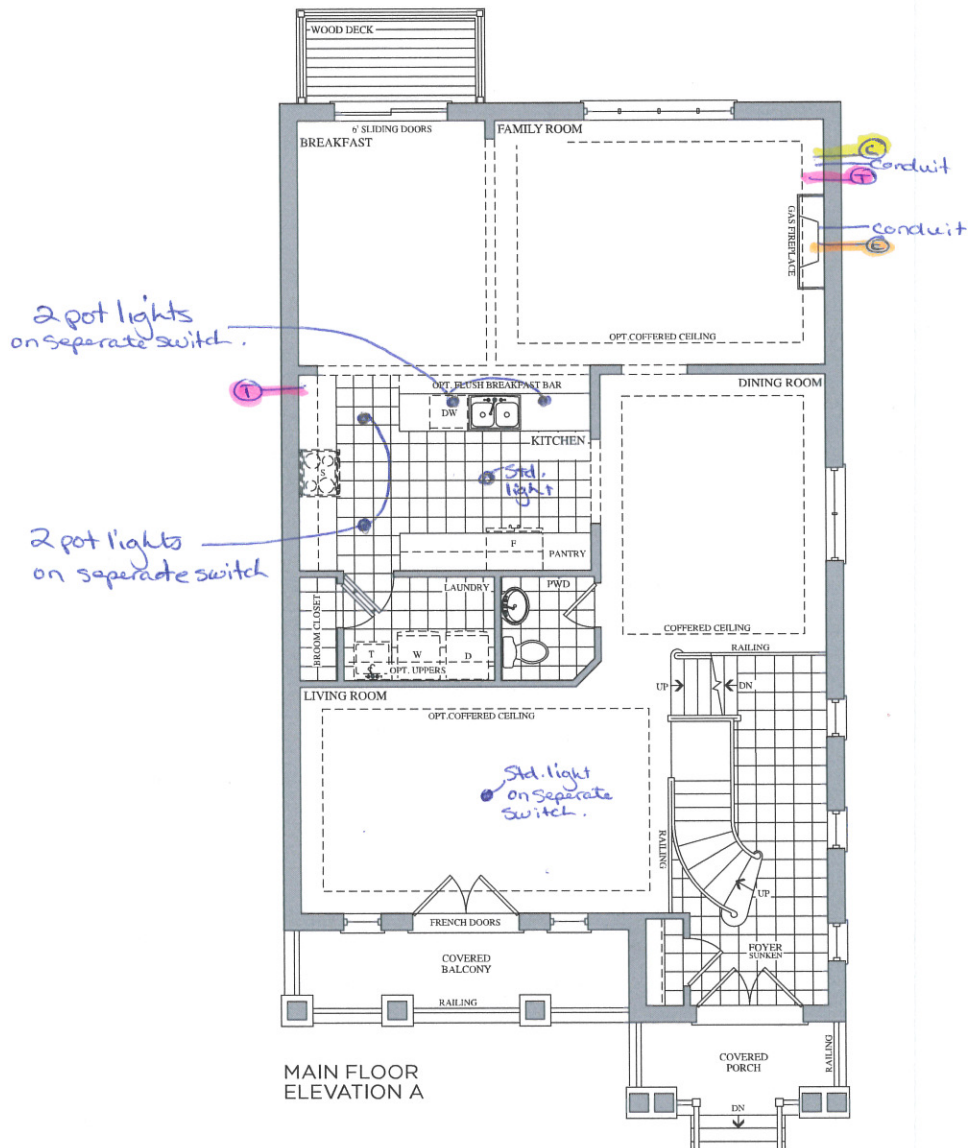 WOOD DECK
6' SLIDING DOORS
BREAKFAST
FAMILY ROOM
C
conduit
T
GAS FIREPLACE
conduit
E
2 pot lights
on seperate switch.
OPT.COFFERED CEILING
T
OPT. FLUSH BREAKFAST BAR
DINING ROOM
DW
KITCHEN
S
Std.
light
2 pot lights
on seperate switch
F
PANTRY
BROOM CLOSET
LAUNDRY
PWD
T
W
D
OPT. UPPERS
COFFERED CEILING
RAILING
UP
DN
LIVING ROOM
OPT.COFFERED CEILING
Std. light
on seperate
switch.
RAILING
UP
FRENCH DOORS
FOYER
SUNKEN
COVERED
BALCONY
RAILING
MAIN FLOOR
ELEVATION A
COVERED
PORCH
RAILING
DN